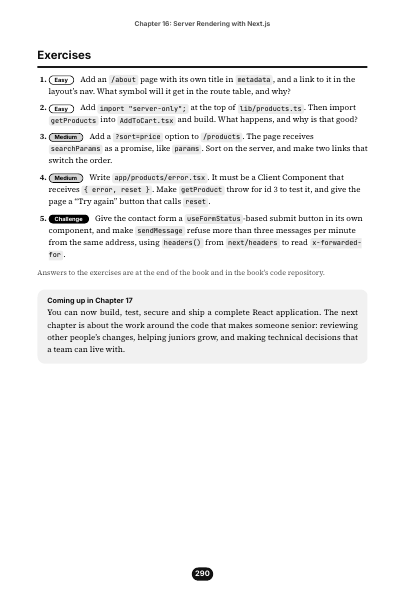 Chapter 16: Server Rendering with Next.js
Exercises
1. Easy Add an /about page with its own title in metadata, and a link to it in the
layout’s nav. What symbol will it get in the route table, and why?
2. Easy Add import "server-only"; at the top of lib/products.ts. Then import
getProducts into AddToCart.tsx and build. What happens, and why is that good?
3. Medium Add a ?sort=price option to /products. The page receives
searchParams as a promise, like params. Sort on the server, and make two links that
switch the order.
4. Medium Write app/products/error.tsx. It must be a Client Component that
receives { error, reset }. Make getProduct throw for id 3 to test it, and give the
page a “Try again” button that calls reset.
5. Challenge Give the contact form a useFormStatus-based submit button in its own
component, and make sendMessage refuse more than three messages per minute
from the same address, using headers() from next/headers to read x-forwarded-
for.
Answers to the exercises are at the end of the book and in the book’s code repository.
Coming up in Chapter 17
You can now build, test, secure and ship a complete React application. The next
chapter is about the work around the code that makes someone senior: reviewing
other people’s changes, helping juniors grow, and making technical decisions that
a team can live with.
290